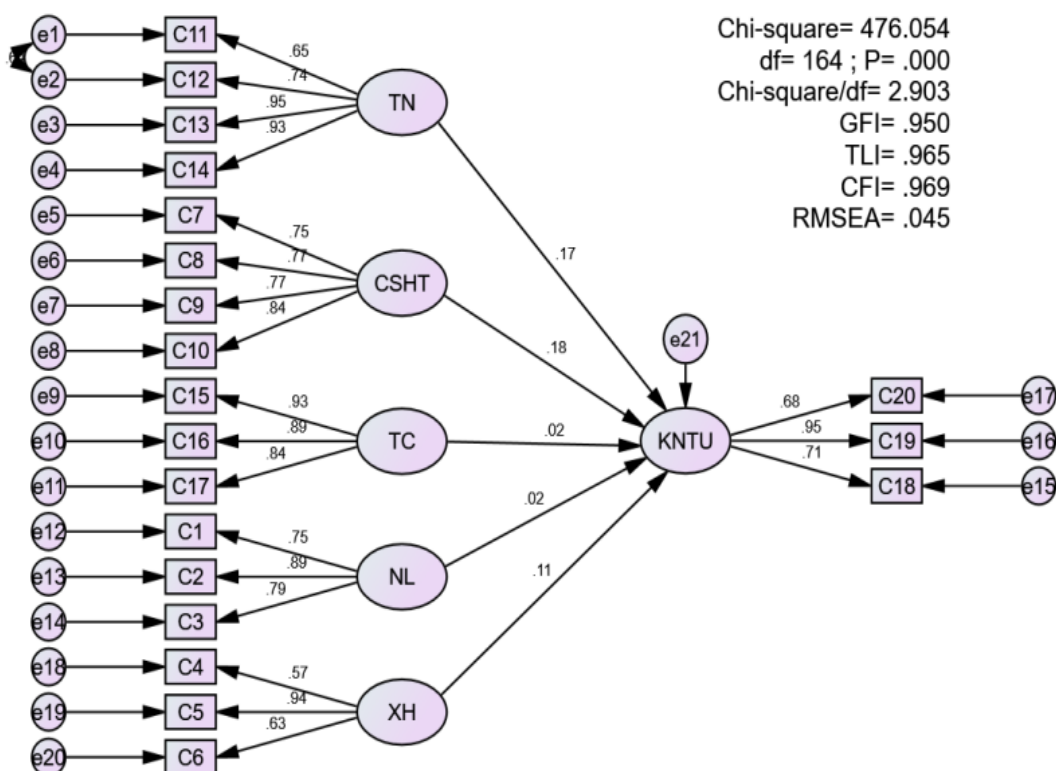 Chi-square= 476.054
df= 164 ; P= .000
Chi-square/df= 2.903
GFI= .950
TLI= .965
CFI= .969
RMSEA= .045
e1 C11
e2 C12
e3 C13
e4 C14
.65
.74
.95
.93
TN
.17
e5 C7
e6 C8
e7 C9
e8 C10
.75
.77
.77
.84
CSHT
.18
e9 C15
e10 C16
e11 C17
.93
.89
.84
TC
.02
e12 C1
e13 C2
e14 C3
.75
.89
.79
NL
.02
e18 C4
e19 C5
e20 C6
.57
.94
.63
XH
.11
e21
KNTU
.68
.95
.71
C20 e17
C19 e16
C18 e15